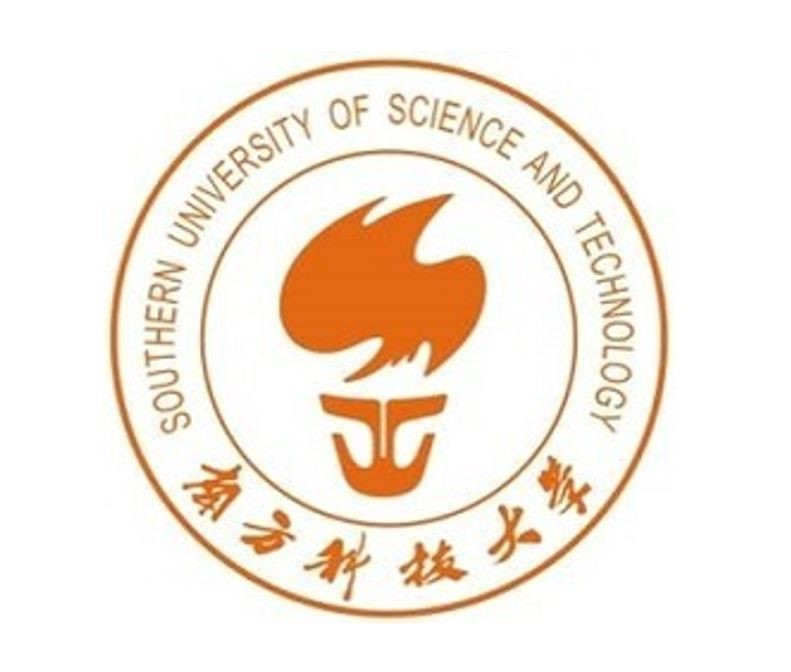 SOUTHERN UNIVERSITY OF SCIENCE AND TECHNOLOGY
南方科技大学